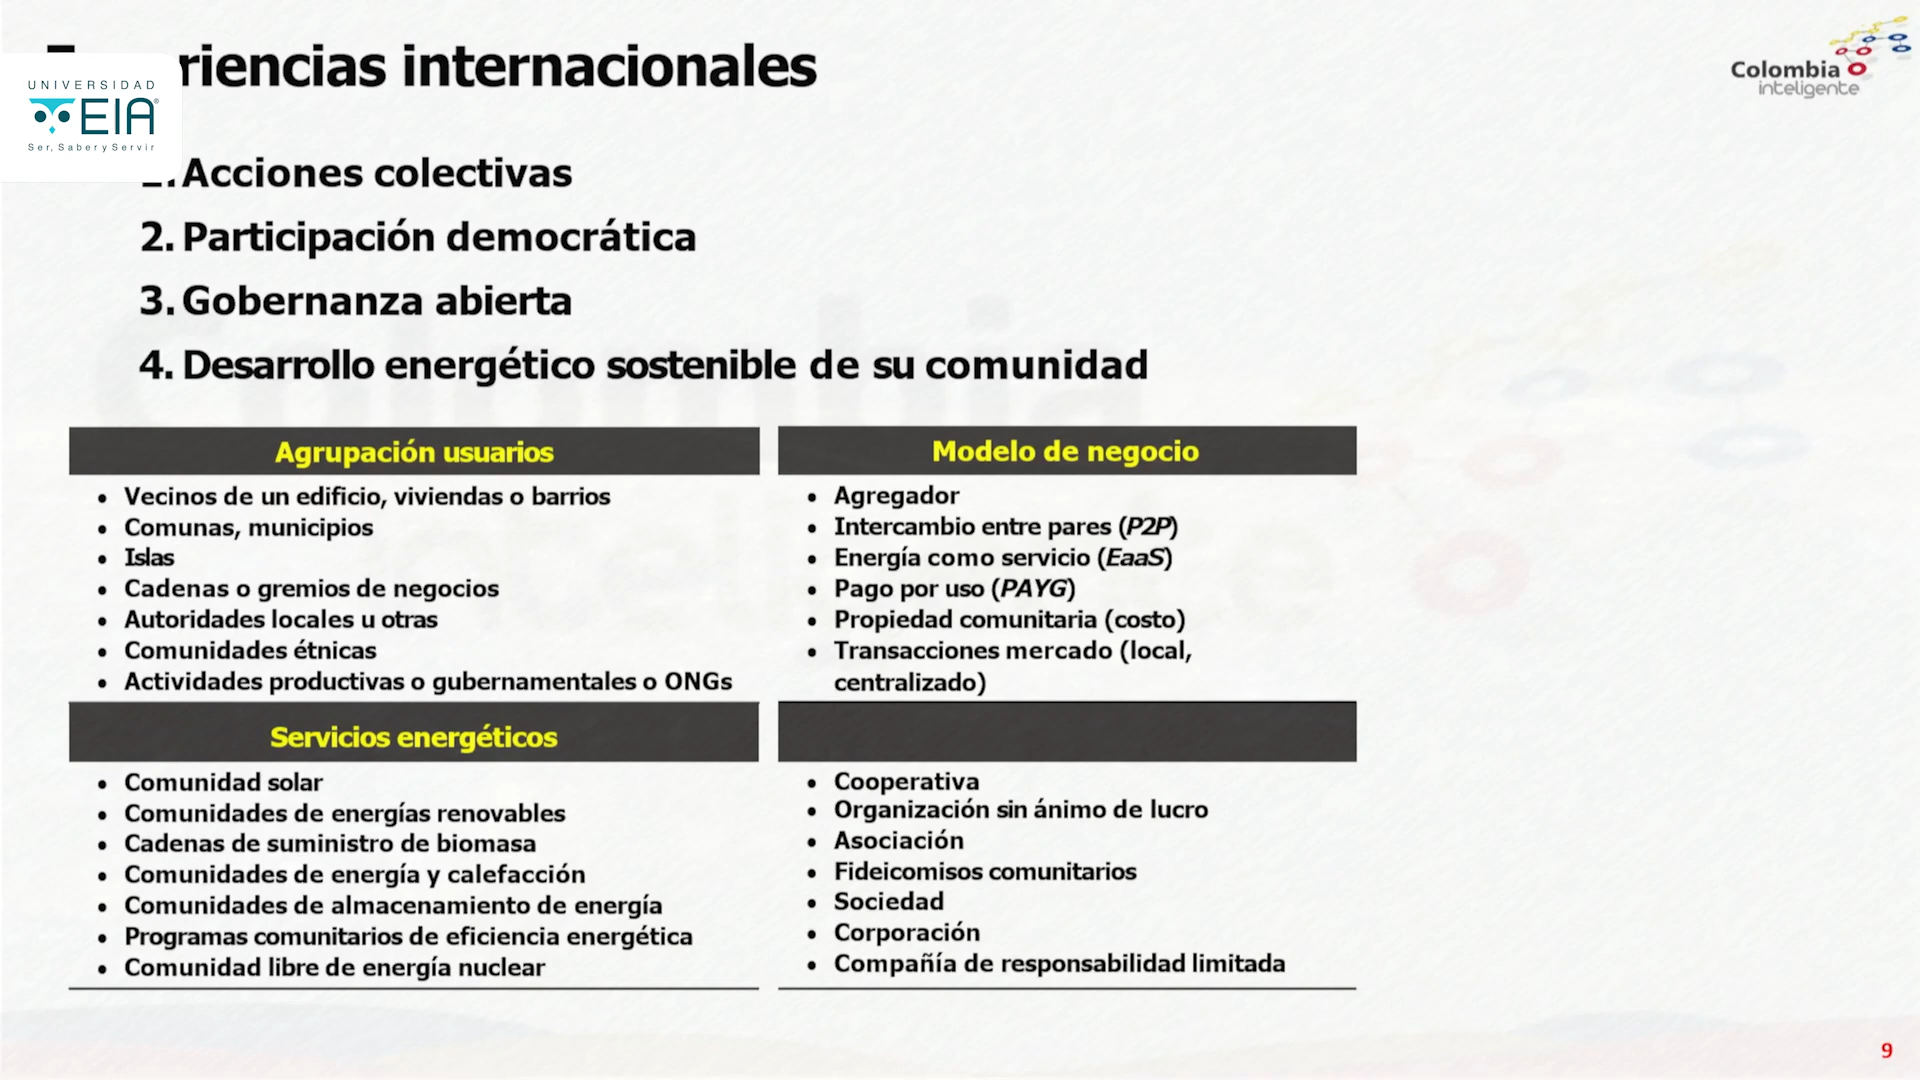 riencias internacionales
UNIVERSIDAD
EIA
Ser, Saber y Servir
Colombia
inteligente
Acciones colectivas
2. Participación democrática
3. Gobernanza abierta
4. Desarrollo energético sostenible de su comunidad
Agrupación usuarios
• Vecinos de un edificio, viviendas o barrios
• Comunas, municipios
• Islas
• Cadenas o gremios de negocios
• Autoridades locales u otras
• Comunidades étnicas
• Actividades productivas o gubernamentales o ONGs
Modelo de negocio
• Agregador
• Intercambio entre pares (P2P)
• Energía como servicio (EaaS)
• Pago por uso (PAYG)
• Propiedad comunitaria (costo)
• Transacciones mercado (local,
centralizado)
Servicios energéticos
• Comunidad solar
• Comunidades de energías renovables
• Cadenas de suministro de biomasa
• Comunidades de energía y calefacción
• Comunidades de almacenamiento de energía
• Programas comunitarios de eficiencia energética
• Comunidad libre de energía nuclear
• Cooperativa
• Organización sin ánimo de lucro
• Asociación
• Fideicomisos comunitarios
• Sociedad
• Corporación
• Compañía de responsabilidad limitada
9